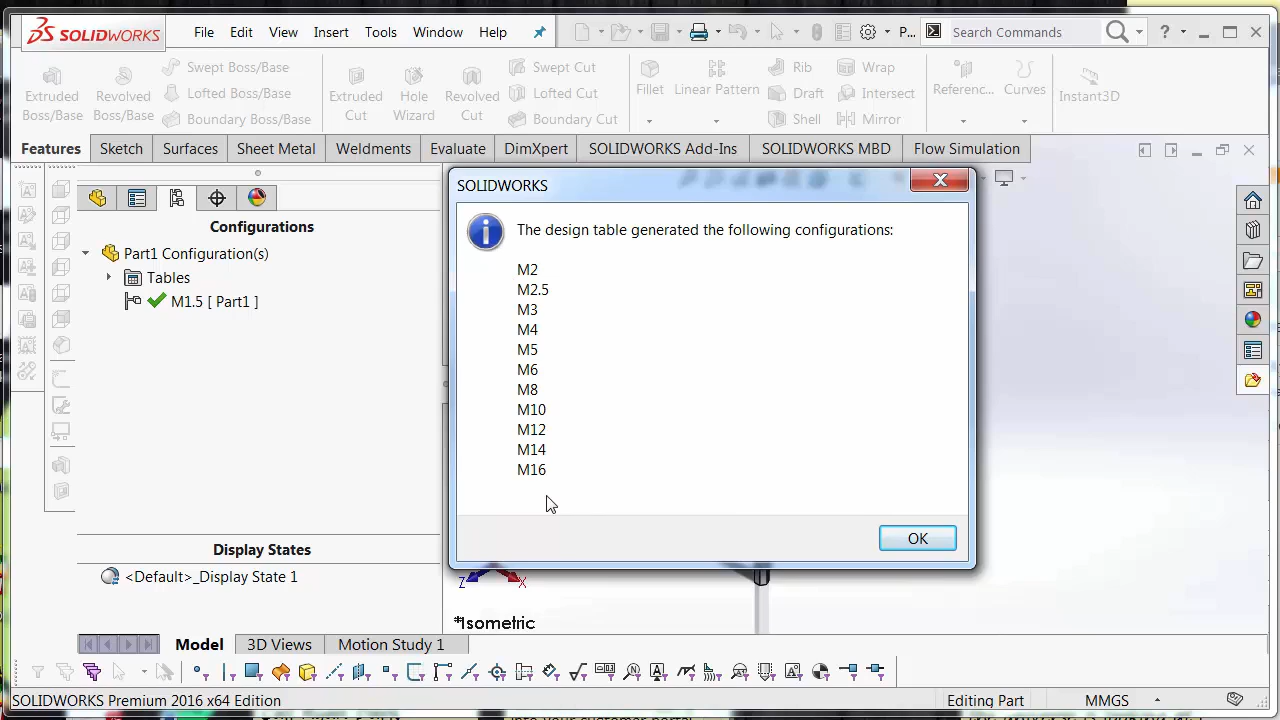 SOLIDWORKS
File Edit View Insert Tools Window Help
P...
Search Commands
?
Extruded Boss/Base
Revolved Boss/Base
Swept Boss/Base
Lofted Boss/Base
Boundary Boss/Base
Extruded Cut
Hole Wizard
Revolved Cut
Swept Cut
Lofted Cut
Boundary Cut
Fillet
Linear Pattern
Rib
Draft
Shell
Wrap
Intersect
Mirror
Referenc...
Curves
Instant3D
Features Sketch Surfaces Sheet Metal Weldments Evaluate DimXpert SOLIDWORKS Add-Ins SOLIDWORKS MBD Flow Simulation
Configurations
Part1 Configuration(s)
Tables
M1.5 [ Part1 ]
Display States
<Default>_Display State 1
SOLIDWORKS
The design table generated the following configurations:
M2
M2.5
M3
M4
M5
M6
M8
M10
M12
M14
M16
OK
Z X
*Isometric
Model 3D Views Motion Study 1
SOLIDWORKS Premium 2016 x64 Edition
Editing Part
MMGS